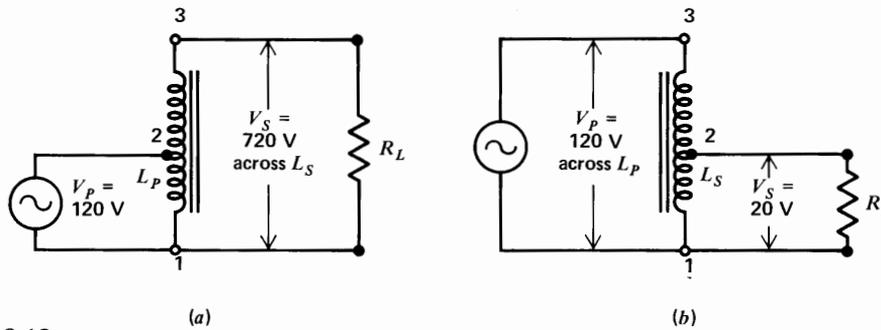 3
V_S =
720 V
across L_S
R_L
2
L_P
V_P =
120 V
1
(a)
3
V_P =
120 V
across L_P
2
L_S
V_S =
20 V
R
1
(b)